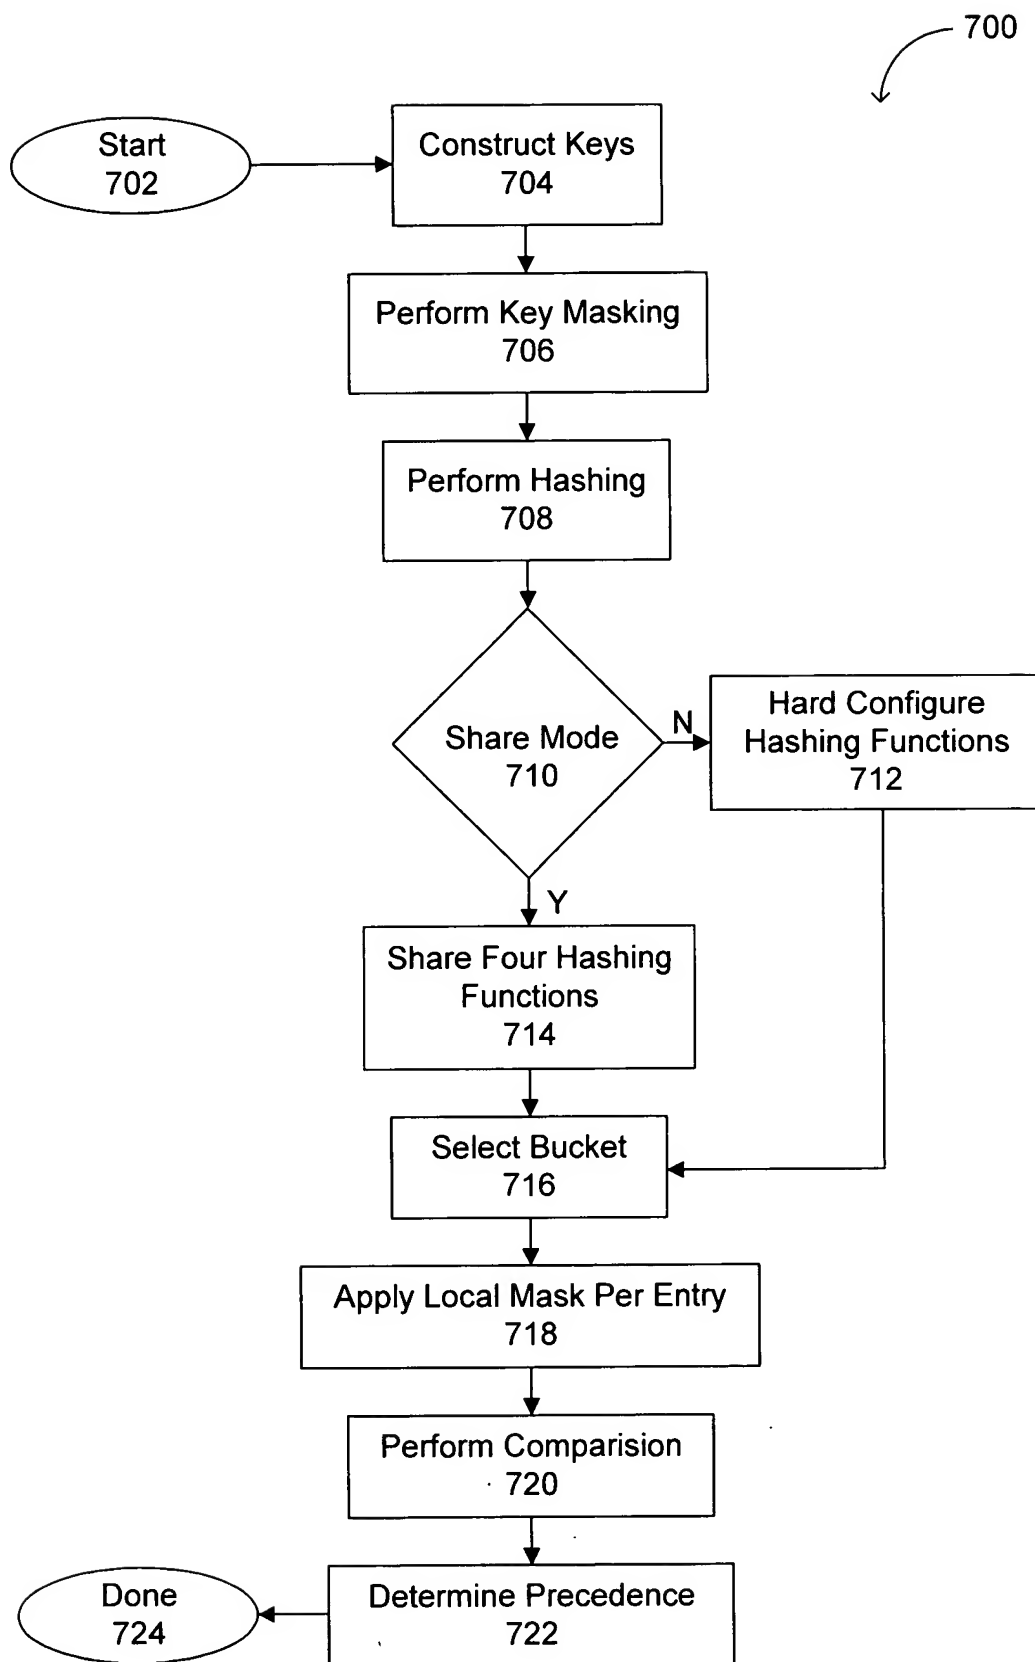 700
Start
702
Construct Keys
704
Perform Key Masking
706
Perform Hashing
708
Share Mode
710
N
Hard Configure
Hashing Functions
712
Y
Share Four Hashing
Functions
714
Select Bucket
716
Apply Local Mask Per Entry
718
Perform Comparision
720
Determine Precedence
722
Done
724